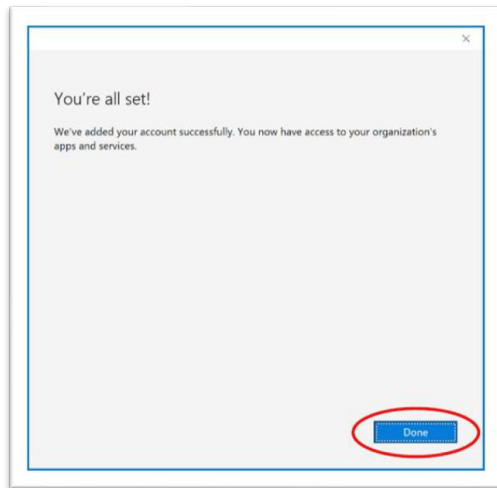 You're all set!
We've added your account successfully. You now have access to your organization's
apps and services.
Done